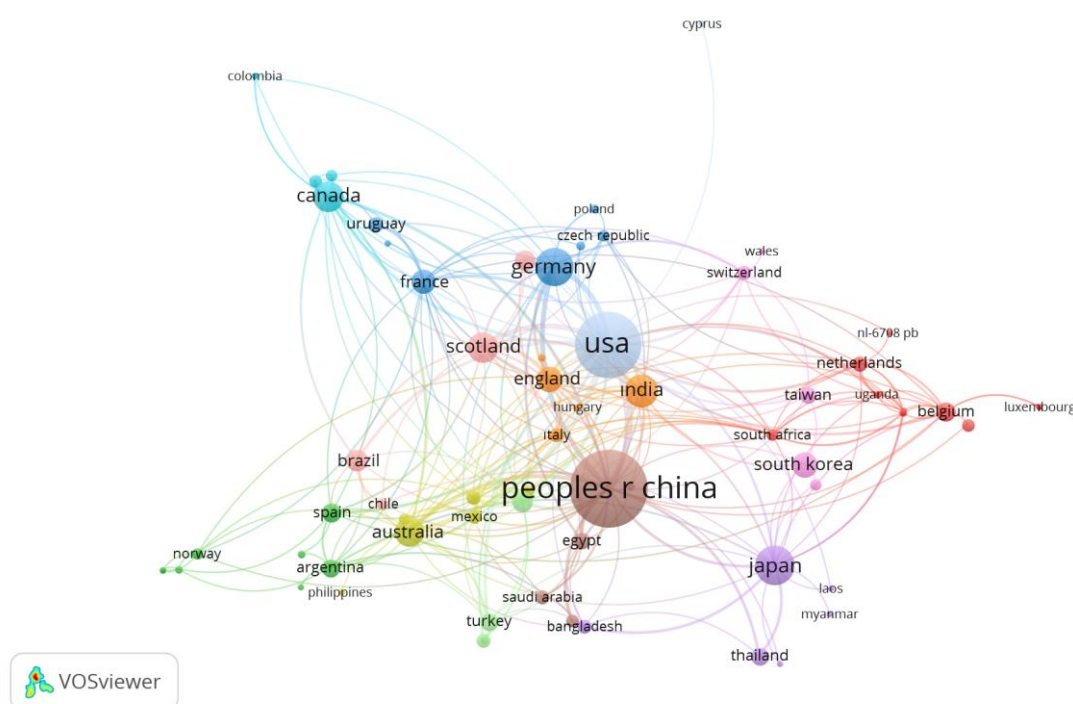 cyprus
colombia
canada
uruguay
poland
czech republic
wales
germany
switzerland
france
nl-6708 pb
usa
scotland
netherlands
england
india
taiwan
uganda
hungary
belgium
luxembourg
italy
south africa
brazil
south korea
peoples r china
chile
spain
mexico
australia
egypt
norway
argentina
japan
philippines
saudi arabia
laos
myanmar
turkey
bangladesh
thailand
VOSviewer